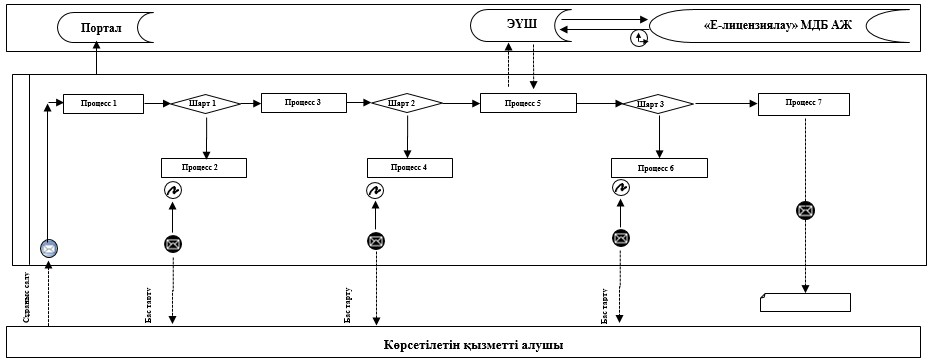 Портал
ЭҮШ
«Е-лицензиялау» МДБ АЖ
Процесс 1
Шарт 1
Процесс 3
Шарт 2
Процесс 5
Шарт 3
Процесс 7
Процесс 2
Процесс 4
Процесс 6
Сұраныс салу
Бас тарту
Бас тарту
Бас тарту
Көрсетілетін қызметті алушы